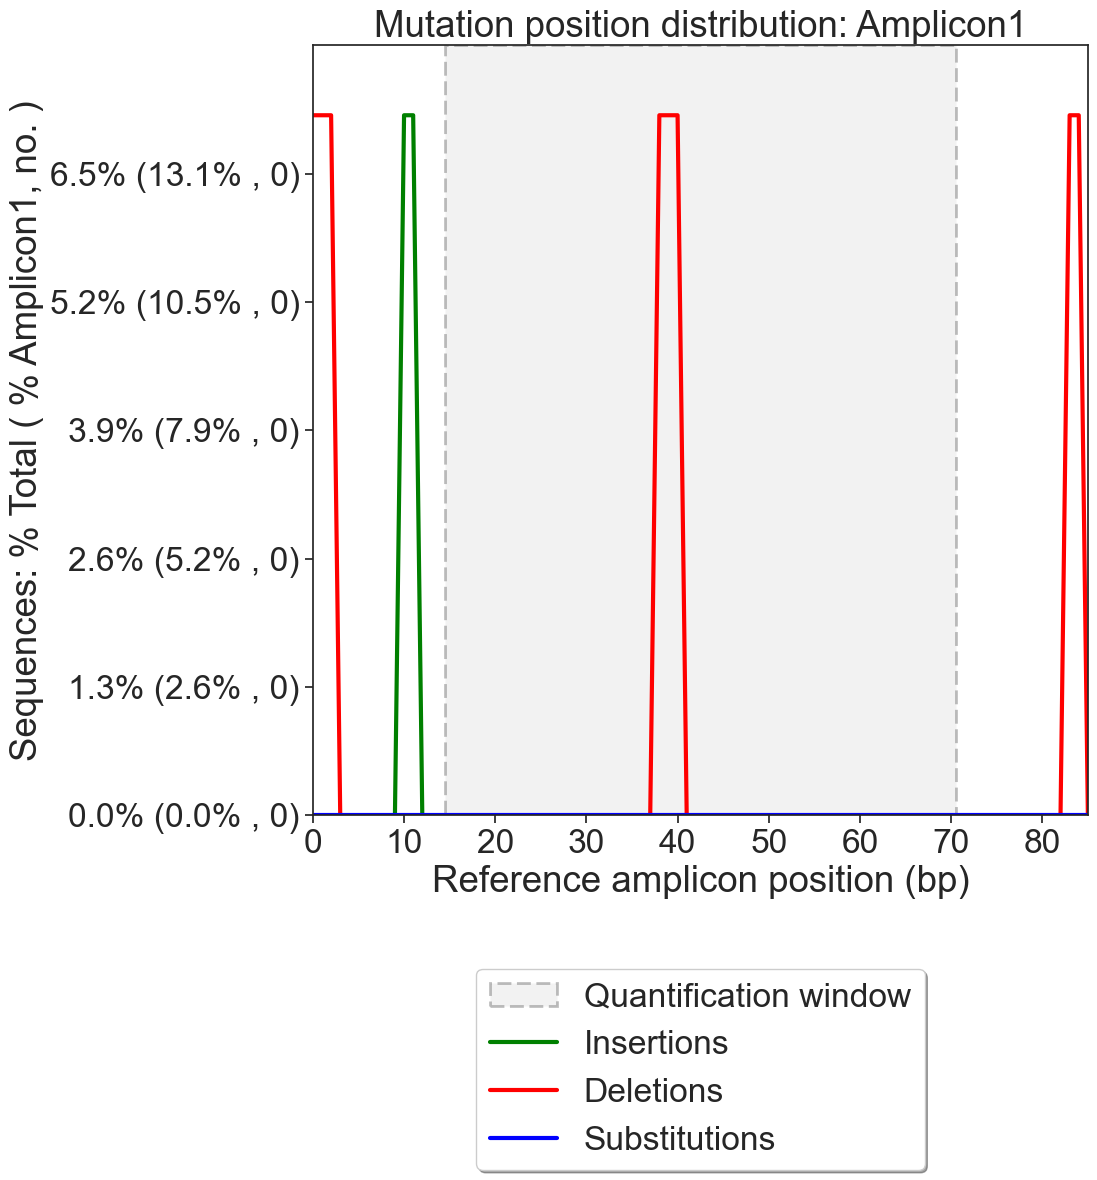 Mutation position distribution: Amplicon1
Sequences: % Total ( % Amplicon1, no. )
6.5% (13.1% , 0)
5.2% (10.5% , 0)
3.9% (7.9% , 0)
2.6% (5.2% , 0)
1.3% (2.6% , 0)
0.0% (0.0% , 0)
0 10 20 30 40 50 60 70 80
Reference amplicon position (bp)
Quantification window
Insertions
Deletions
Substitutions